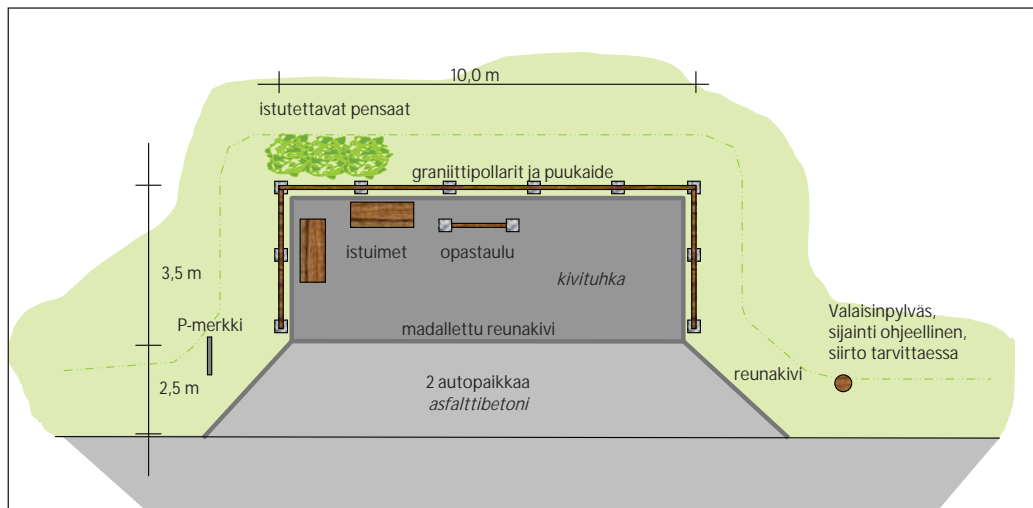 10,0 m
istutettavat pensaat
graniittipollarit ja puukaide
istuimet
opastaulu
3,5 m
kivituhka
P-merkki
madallettu reunakivi
Valaisinpylväs,
sijainti ohjeellinen,
siirto tarvittaessa
reunakivi
2,5 m
2 autopaikkaa
asfalttibetoni